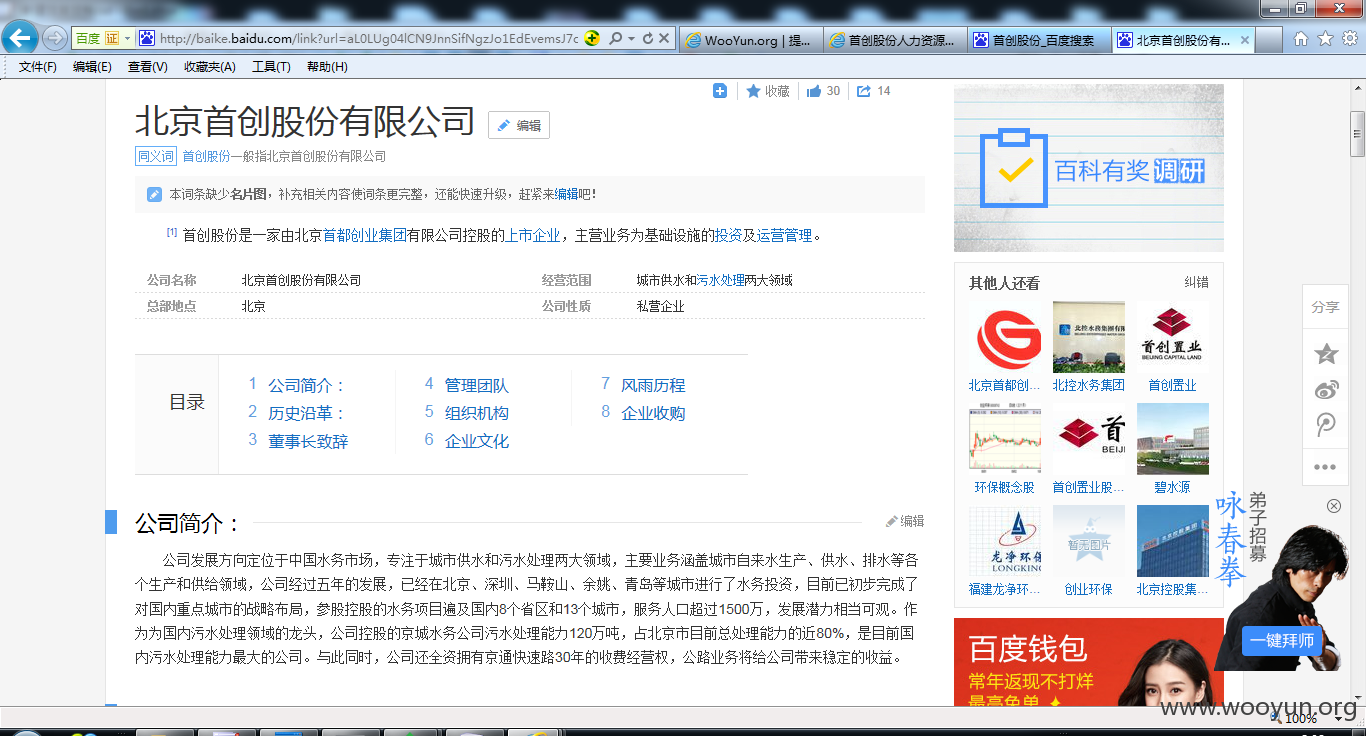 百度 证 http://baike.baidu.com/link?url=aL0LUg04lCN9JnnSifNgzJo1EdEvemsJ7c
WooYun.org | 提...
首创股份人力资源...
首创股份_百度搜索
北京首创股份有...
文件(F) 编辑(E) 查看(V) 收藏夹(A) 工具(T) 帮助(H)
收藏 30 14
北京首创股份有限公司 编辑
同义词 首创股份一般指北京首创股份有限公司
本词条缺少名片图，补充相关内容使词条更完整，还能快速升级，赶紧来编辑吧！
[1] 首创股份是一家由北京首都创业集团有限公司控股的上市企业，主营业务为基础设施的投资及运营管理。
公司名称 北京首创股份有限公司 经营范围 城市供水和污水处理两大领域
总部地点 北京 公司性质 私营企业
目录
1 公司简介：
2 历史沿革：
3 董事长致辞
4 管理团队
5 组织机构
6 企业文化
7 风雨历程
8 企业收购
公司简介： 编辑
公司发展方向定位于中国水务市场，专注于城市供水和污水处理两大领域，主要业务涵盖城市自来水生产、供水、排水等各
个生产和供给领域，公司经过五年的发展，已经在北京、深圳、马鞍山、余姚、青岛等城市进行了水务投资，目前已初步完成了
对国内重点城市的战略布局，参股控股的水务项目遍及国内8个省区和13个城市，服务人口超过1500万，发展潜力相当可观。作
为为国内污水处理领域的龙头，公司控股的京城水务公司污水处理能力120万吨，占北京市目前总处理能力的近80%，是目前国
内污水处理能力最大的公司。与此同时，公司还全资拥有京通快速路30年的收费经营权，公路业务将给公司带来稳定的收益。
百科有奖调研
其他人还看 纠错
首创置业
BEIJING CAPITAL LAND
北京首都创... 北控水务集团 首创置业
首
BEIJ
环保概念股 首创置业股... 碧水源
龙净环保
LONGKING
暂无图片
福建龙净环... 创业环保 北京控股集...
百度钱包
常年返现不打烊
最高免单
分享
咏春拳
弟子招募
一键拜师
www.wooyun.org
100%